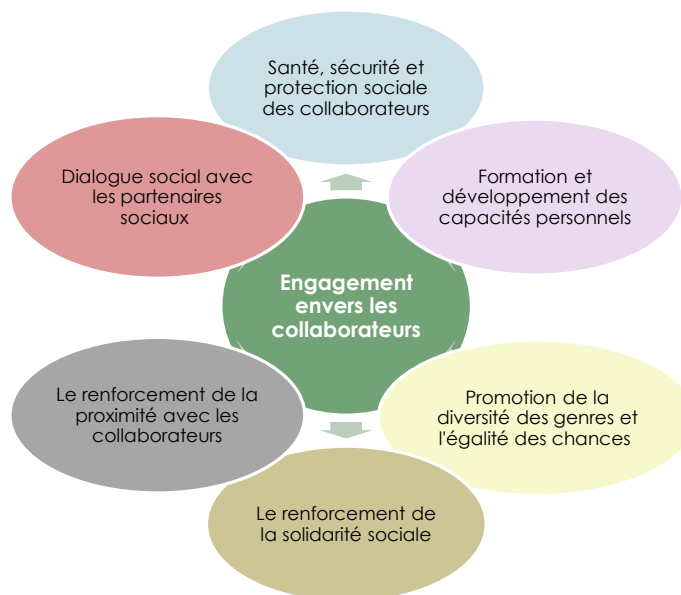 Santé, sécurité et
protection sociale
des collaborateurs
Dialogue social avec
les partenaires
sociaux
Formation et
développement des
capacités personnels
Engagement
envers les
collaborateurs
Le renforcement de la
proximité avec les
collaborateurs
Promotion de la
diversité des genres et
l'égalité des chances
Le renforcement de
la solidarité sociale